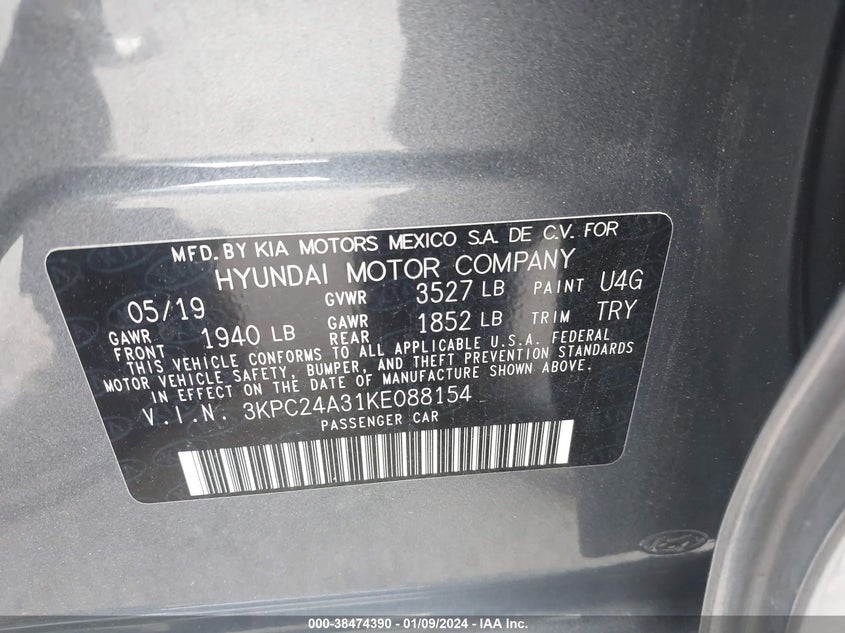 MFD. BY KIA MOTORS MEXICO S.A. DE C.V. FOR
HYUNDAI MOTOR COMPANY
05/19 GVWR 3527 LB PAINT U4G
GAWR FRONT 1940 LB GAWR REAR 1852 LB TRIM TRY
THIS VEHICLE CONFORMS TO ALL APPLICABLE U.S.A. FEDERAL
MOTOR VEHICLE SAFETY, BUMPER, AND THEFT PREVENTION STANDARDS
IN EFFECT ON THE DATE OF MANUFACTURE SHOWN ABOVE.
V.I.N. 3KPC24A31KE088154
PASSENGER CAR
000-38474390 - 01/09/2024 - IAA Inc.